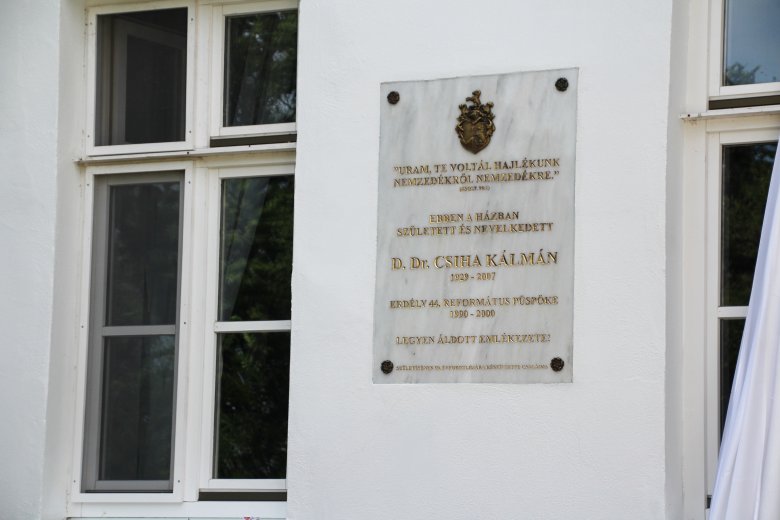 "URAM, TE VOLTÁL HAJLÉKUNK
NEMZEDÉKRŐL NEMZEDÉKRE."
EBBEN A HÁZBAN
SZÜLETETT ÉS NEVELKEDETT
D. Dr. CSIHA KÁLMÁN
1929 - 2007
ERDÉLY 44. REFORMÁTUS PÜSPÖKE
1990 - 2000
LEGYEN ÁLDOTT EMLÉKEZETE!
SZÜLETÉSÉNEK